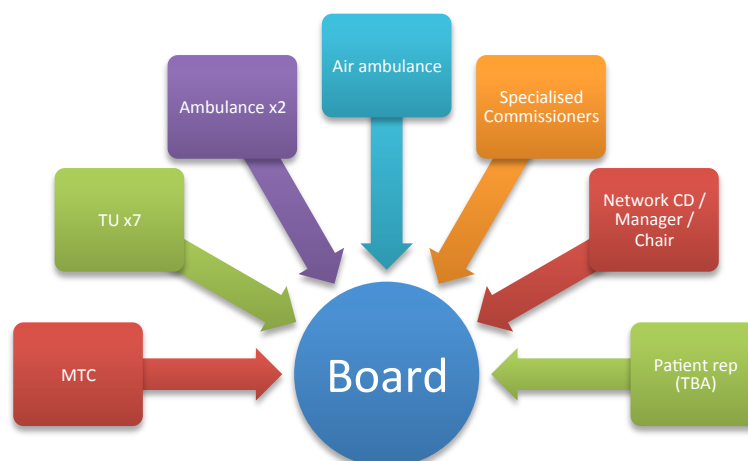 Air ambulance
Ambulance x2
Specialised
Commissioners
TU x7
Network CD /
Manager /
Chair
MTC
Board
Patient rep
(TBA)